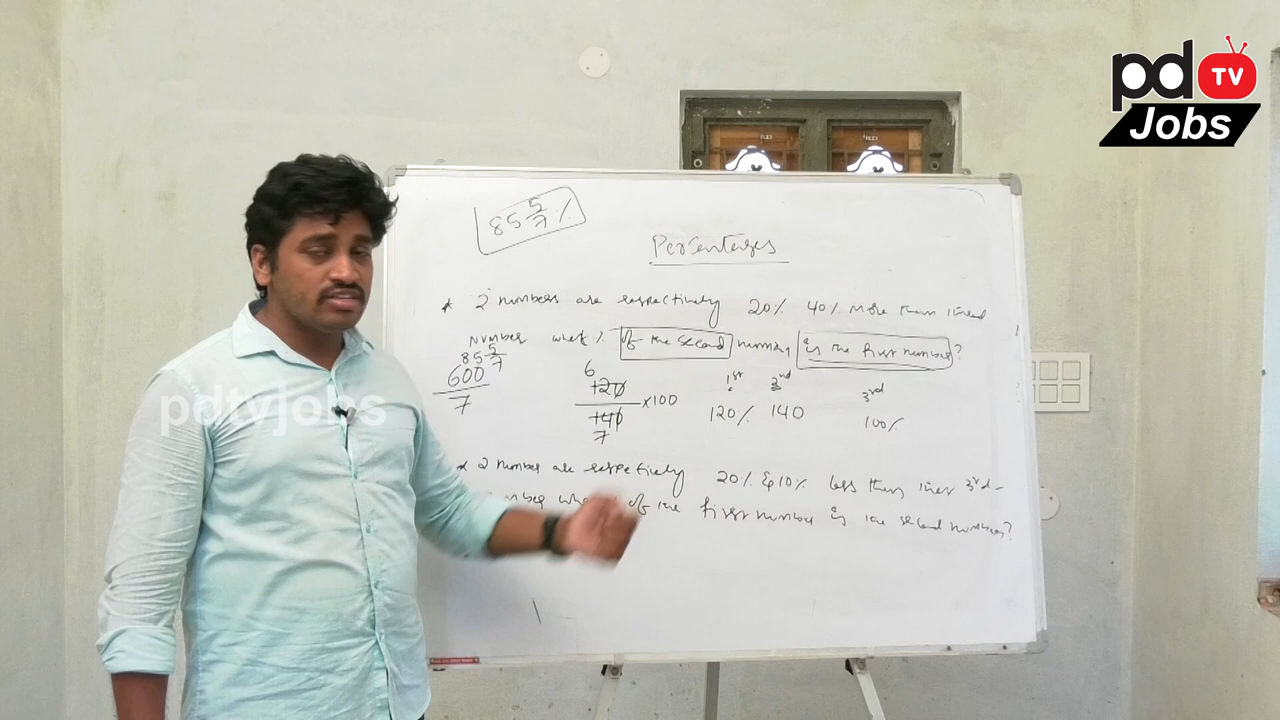 pd TV
Jobs
85 5/7 %
Percentages
* 2 numbers are respectively 20% 40% more than third
number what % of the second number is the first number?
85 5/7
600
7
6
120
140
7
x100
1st
120%
2nd
140
3rd
100%
* 2 number are respectively 20% & 10% less than 3rd
of the first number is the second number?
pdtvjobs